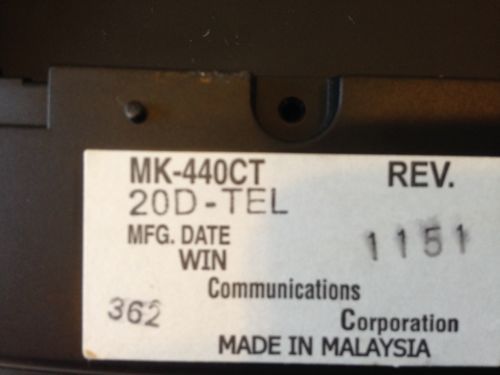 MK-440CT REV.
20D-TEL
MFG. DATE 1151
WIN
Communications
362 Corporation
MADE IN MALAYSIA